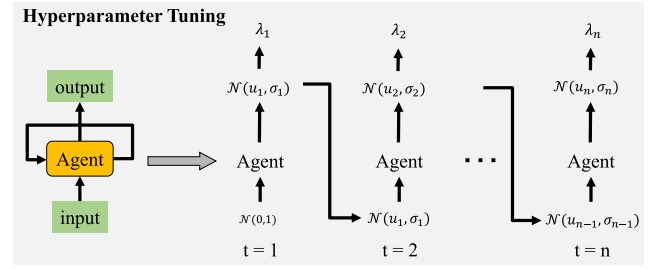 Hyperparameter Tuning
output
Agent
input
λ₁
𝒩(u₁, σ₁)
Agent
𝒩(0,1)
t = 1
λ₂
𝒩(u₂, σ₂)
Agent
𝒩(u₁, σ₁)
t = 2
...
λₙ
𝒩(uₙ, σₙ)
Agent
𝒩(uₙ₋₁, σₙ₋₁)
t = n